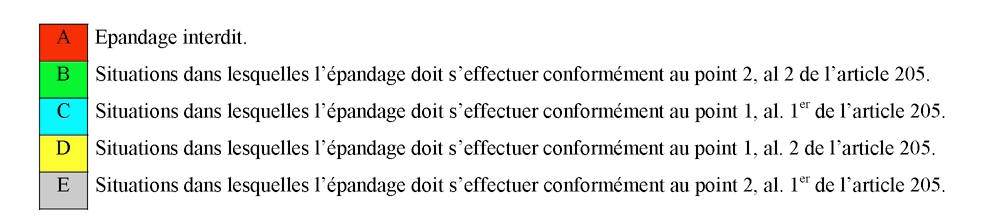 A Epandage interdit.
B Situations dans lesquelles l’épandage doit s’effectuer conformément au point 2, al 2 de l’article 205.
C Situations dans lesquelles l’épandage doit s’effectuer conformément au point 1, al. 1er de l’article 205.
D Situations dans lesquelles l’épandage doit s’effectuer conformément au point 1, al. 2 de l’article 205.
E Situations dans lesquelles l’épandage doit s’effectuer conformément au point 2, al. 1er de l’article 205.